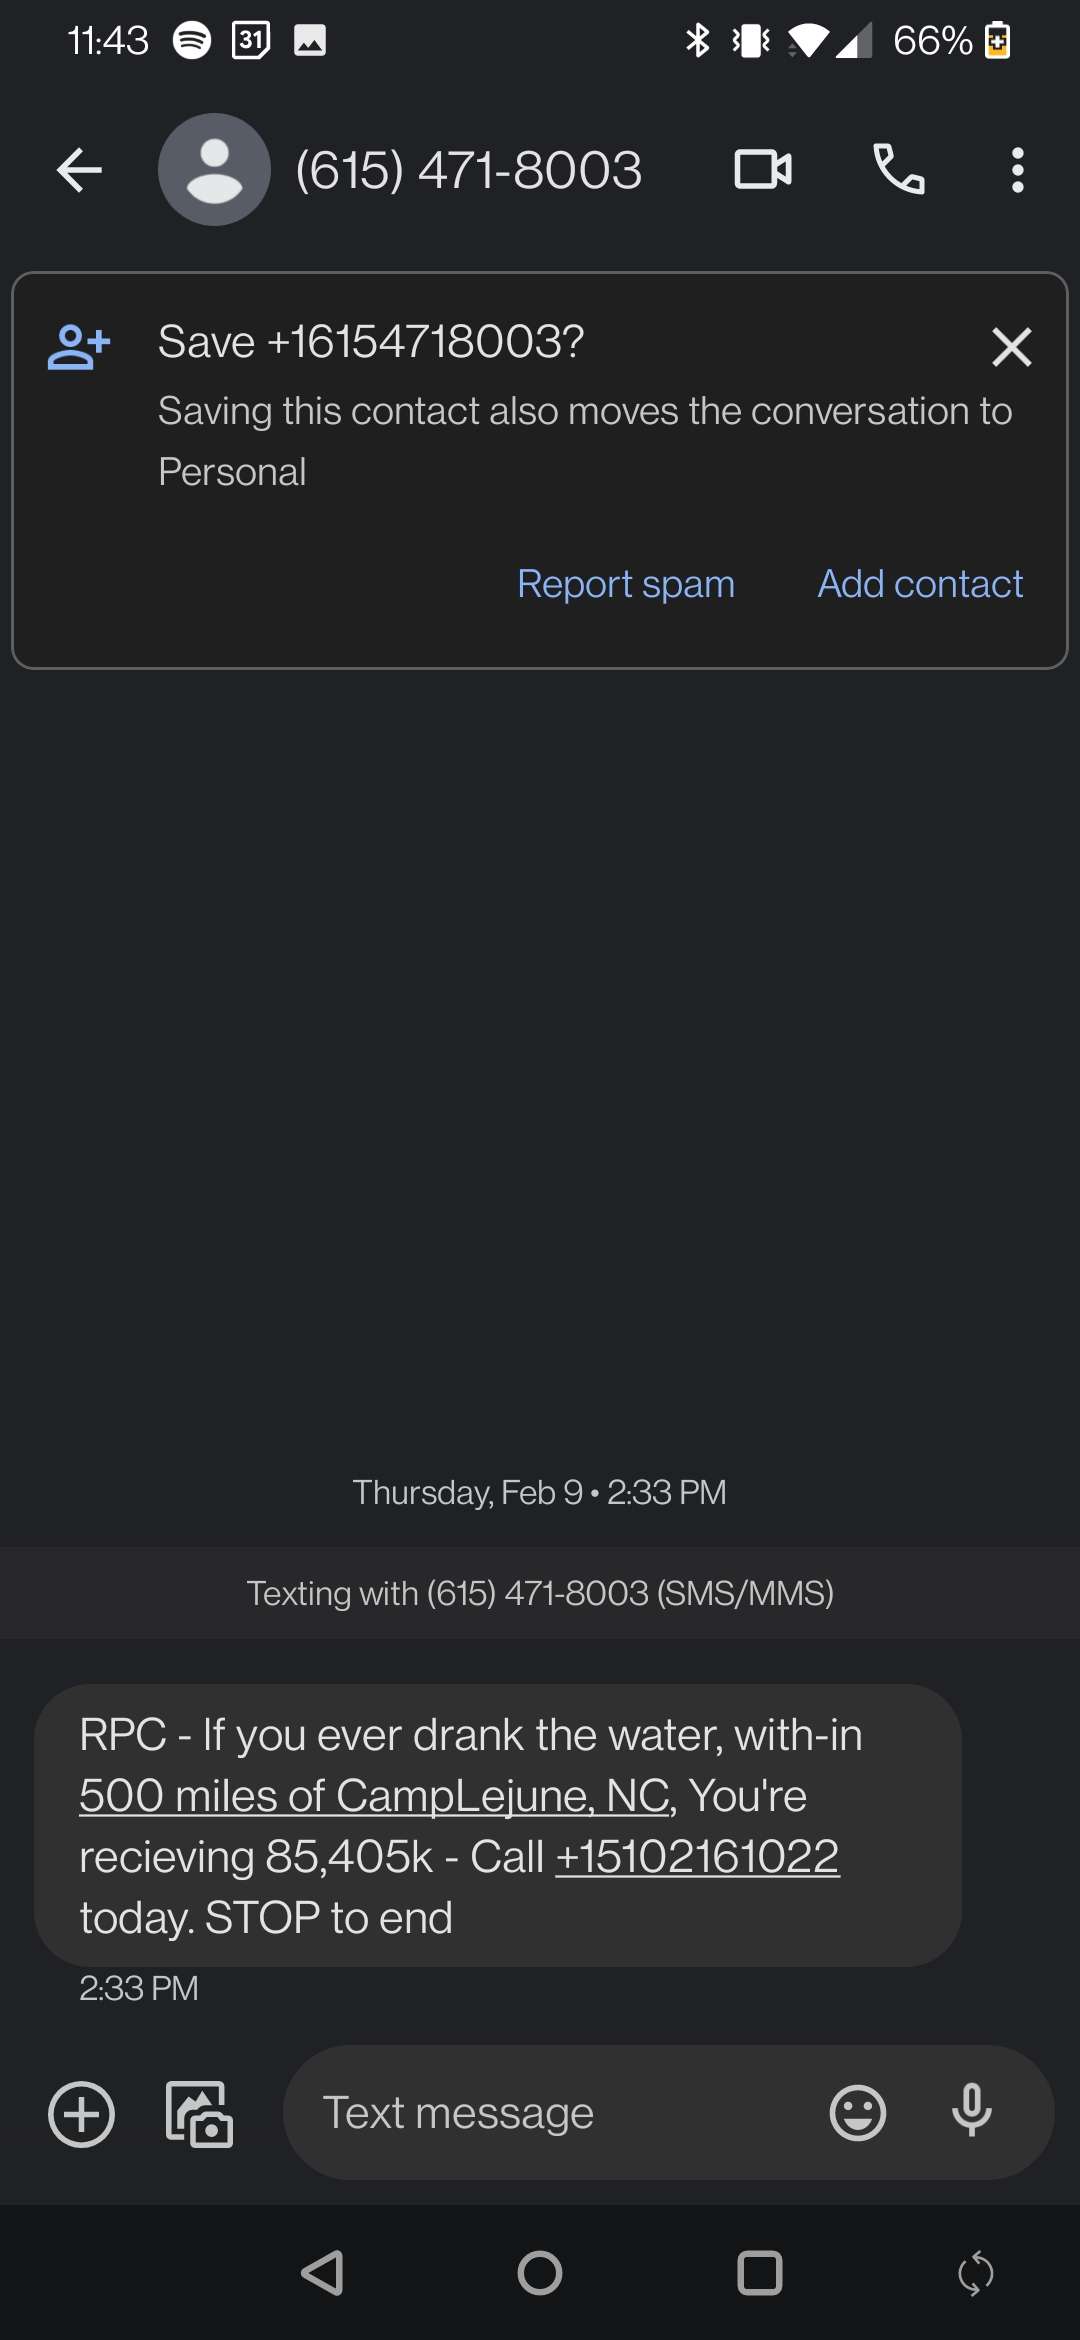 11:43 31 66%
(615) 471-8003
Save +16154718003?
Saving this contact also moves the conversation to
Personal
Report spam Add contact
Thursday, Feb 9 • 2:33 PM
Texting with (615) 471-8003 (SMS/MMS)
RPC - If you ever drank the water, with-in
500 miles of CampLejune, NC, You're
recieving 85,405k - Call +15102161022
today. STOP to end
2:33 PM
Text message